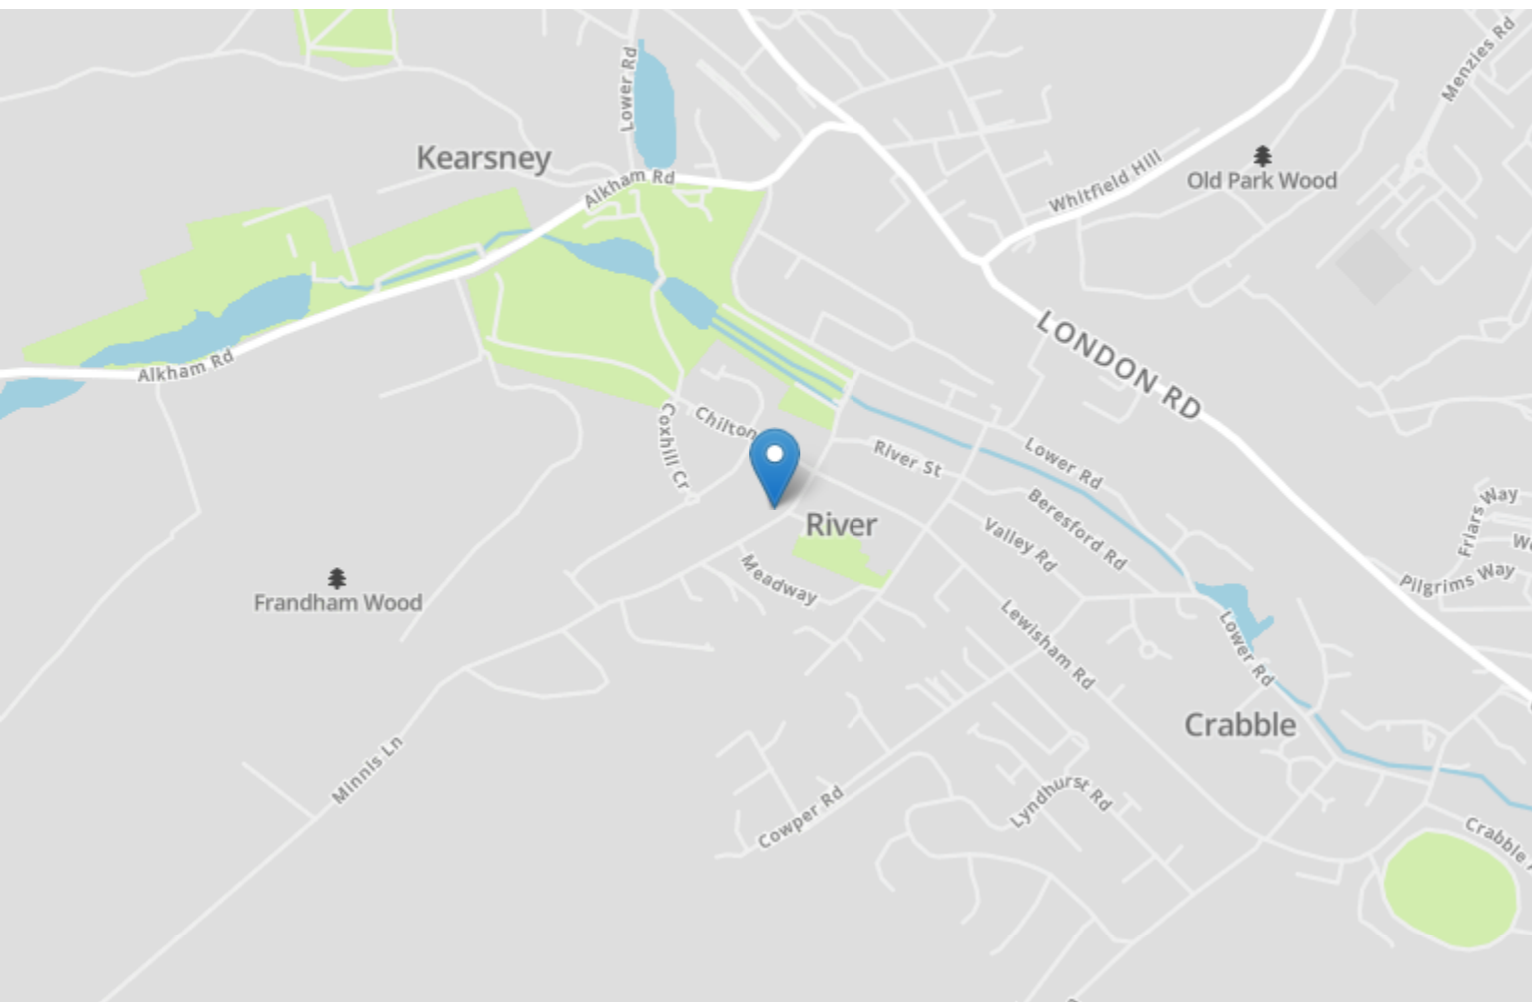 Menzies Rd
Lower Rd
Kearsney
Alkham Rd
Whitfield Hill
Old Park Wood
LONDON RD
Alkham Rd
Coxhill Cr
Chilton
River St
Lower Rd
Friars Way
River
Beresford Rd
Valley Rd
Pilgrims Way
Frandham Wood
Meadway
Lewisham Rd
Lower Rd
Crabble
Minnis Ln
Lyndhurst Rd
Cowper Rd
Crabble